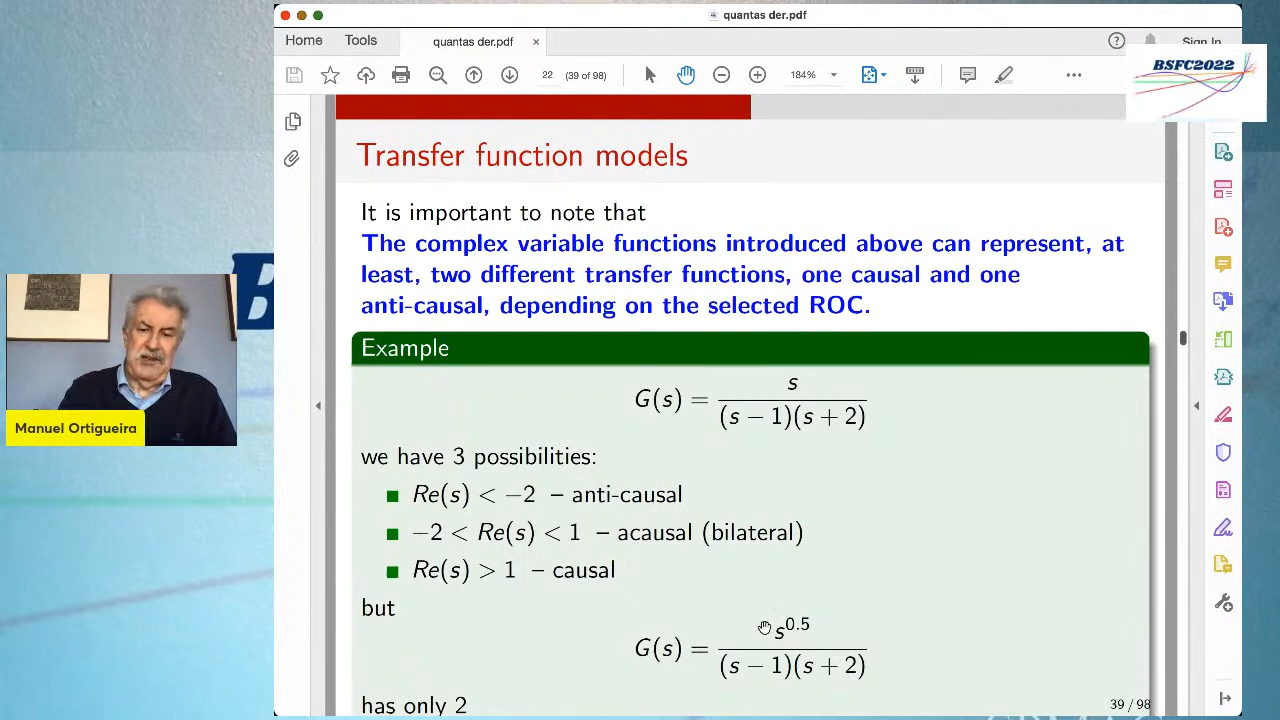 quantas der.pdf
Home
Tools
quantas der.pdf
×
Sign In
22
(39 of 98)
184%
BSFC2022
Transfer function models
It is important to note that
The complex variable functions introduced above can represent, at
least, two different transfer functions, one causal and one
anti-causal, depending on the selected ROC.
Example
G(s) = s / (s − 1)(s + 2)
we have 3 possibilities:
■ Re(s) < −2 – anti-causal
■ −2 < Re(s) < 1 – acausal (bilateral)
■ Re(s) > 1 – causal
but
G(s) = s^0.5 / (s − 1)(s + 2)
has only 2
39 / 98
Manuel Ortigueira